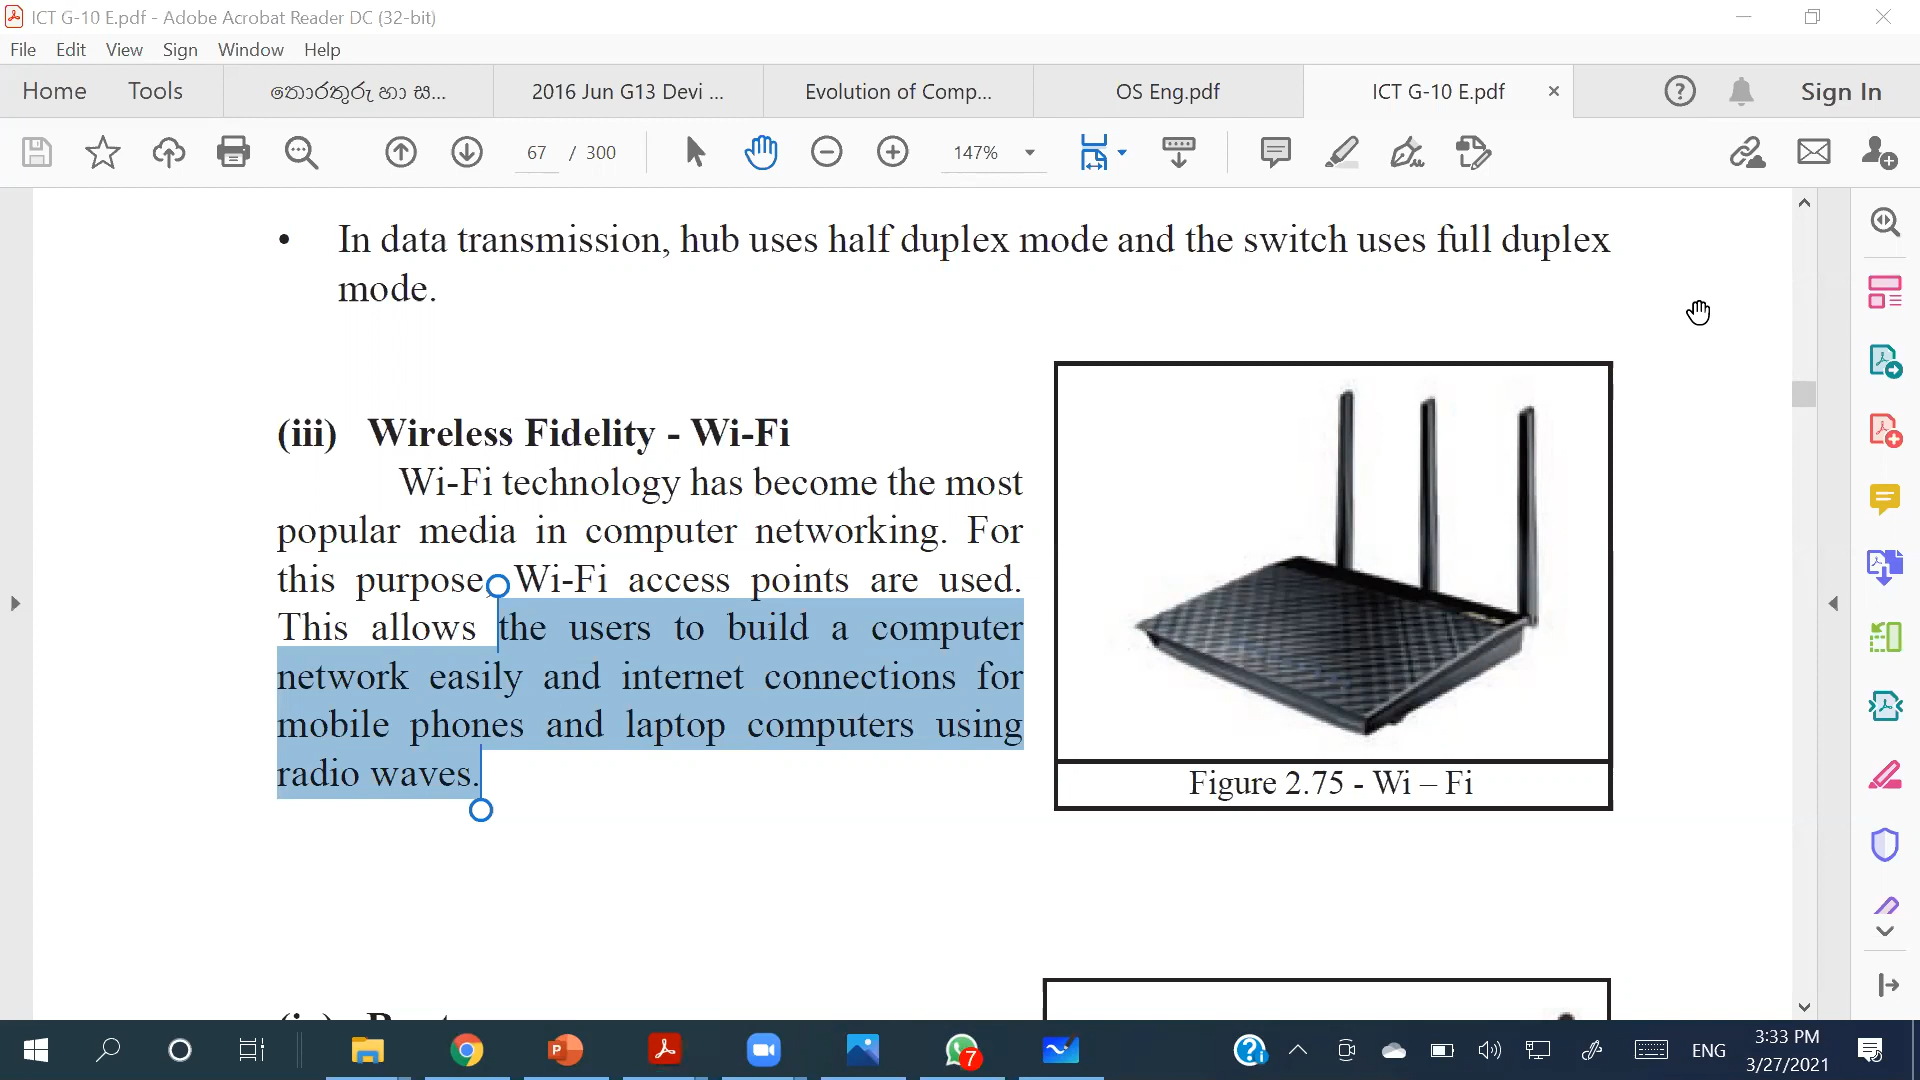 ICT G-10 E.pdf - Adobe Acrobat Reader DC (32-bit)
File Edit View Sign Window Help
Home Tools තොරතුරු හා ස... 2016 Jun G13 Devi ... Evolution of Comp... OS Eng.pdf ICT G-10 E.pdf Sign In
67 / 300 147%
• In data transmission, hub uses half duplex mode and the switch uses full duplex
mode.
(iii) Wireless Fidelity - Wi-Fi
Wi-Fi technology has become the most
popular media in computer networking. For
this purpose, Wi-Fi access points are used.
This allows the users to build a computer
network easily and internet connections for
mobile phones and laptop computers using
radio waves.
Figure 2.75 - Wi – Fi
7
ENG
3:33 PM
3/27/2021